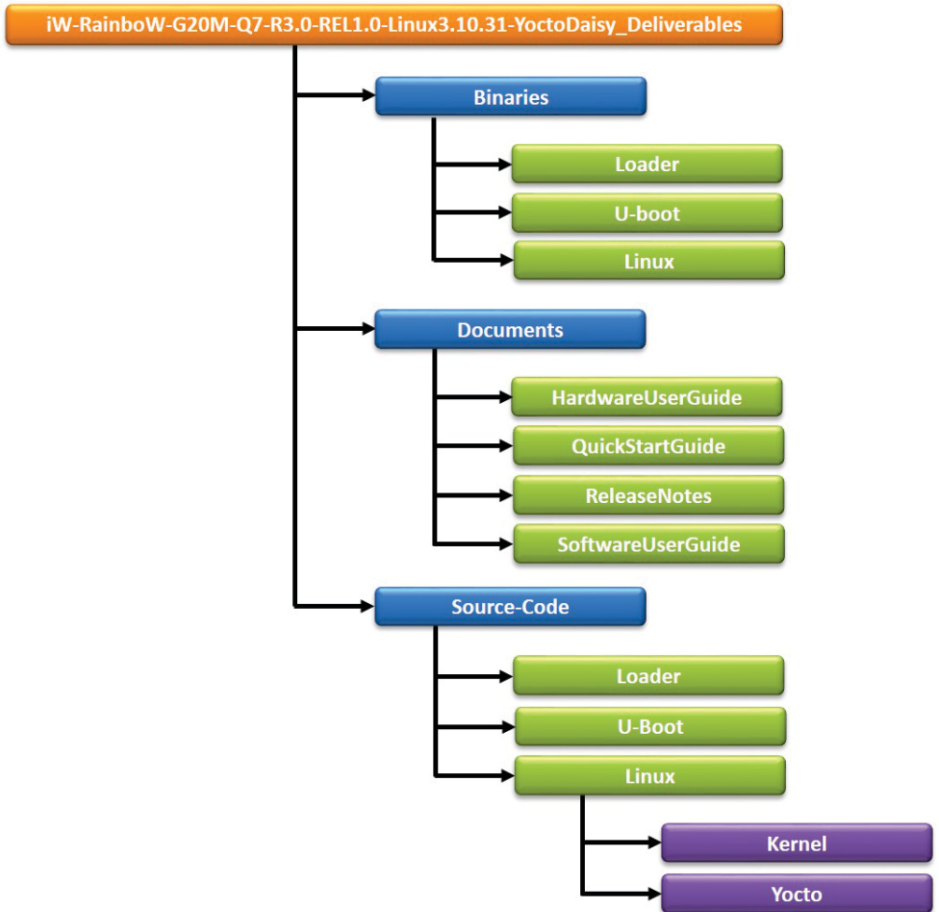 iW-RainboW-G20M-Q7-R3.0-REL1.0-Linux3.10.31-YoctoDaisy_Deliverables
Binaries
Loader
U-boot
Linux
Documents
HardwareUserGuide
QuickStartGuide
ReleaseNotes
SoftwareUserGuide
Source-Code
Loader
U-Boot
Linux
Kernel
Yocto